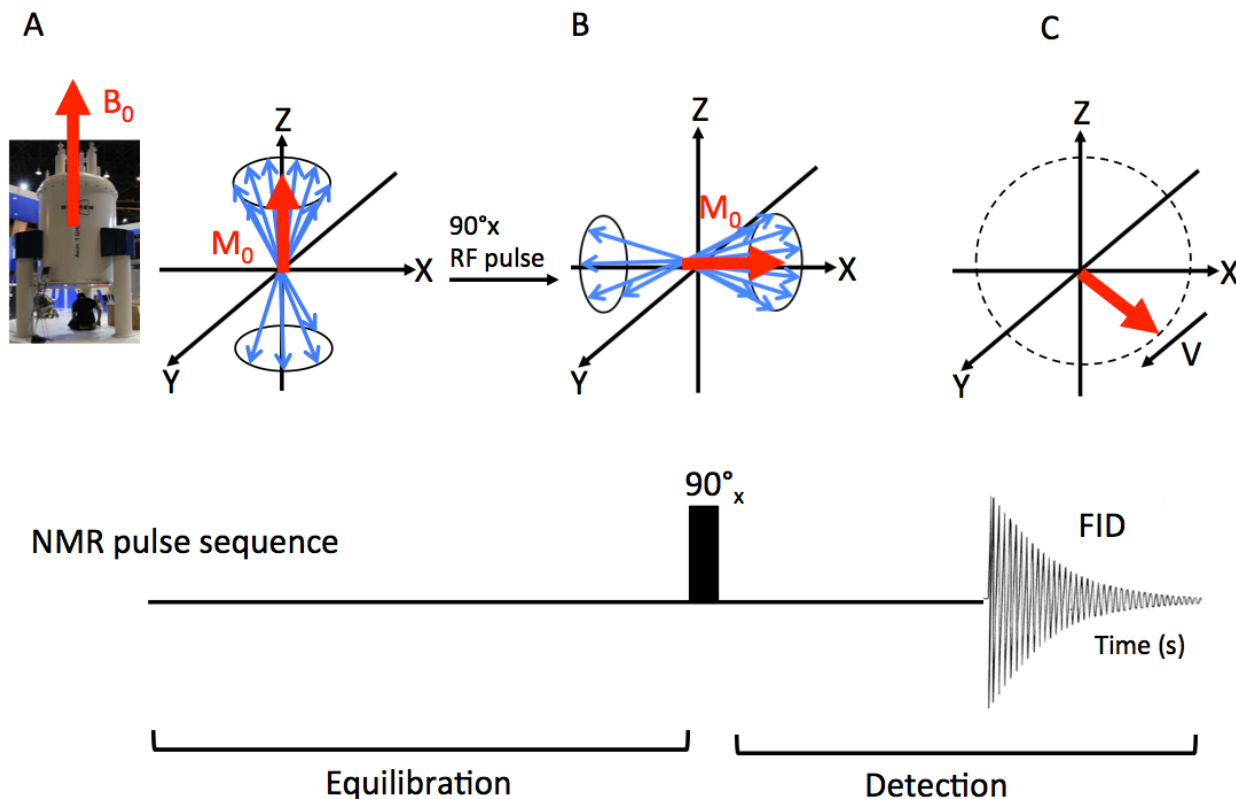 A
B
C
B₀
Z
M₀
X
Y
90°x
RF pulse
Z
M₀
X
Y
Z
X
Y
V
NMR pulse sequence
90°ₓ
FID
Time (s)
Equilibration
Detection